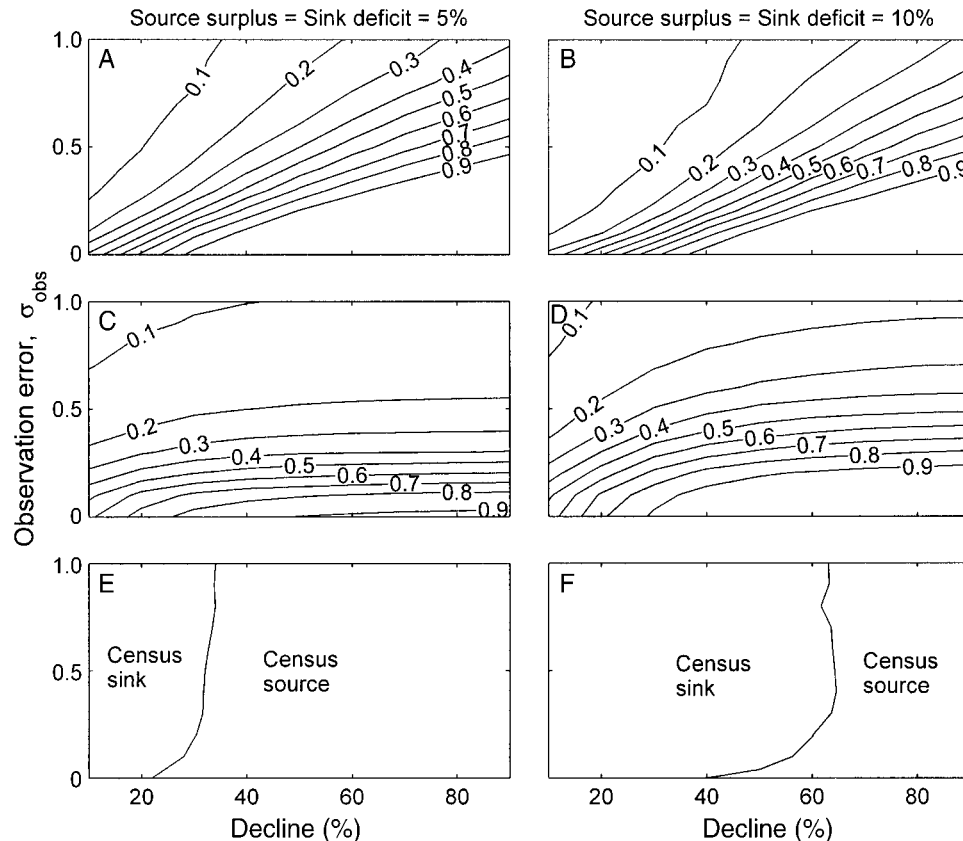 Source surplus = Sink deficit = 5%
Source surplus = Sink deficit = 10%
Observation error, σobs
A
1.0
0.5
0
0.1
0.2
0.3
0.4
0.5
0.6
0.7
0.8
0.9
B
0.1
0.2
0.3
0.4
0.5
0.6
0.7
0.8
0.9
C
1.0
0.5
0
0.1
0.2
0.3
0.4
0.5
0.6
0.7
0.8
0.9
D
0.1
0.2
0.3
0.4
0.5
0.6
0.7
0.8
0.9
E
1.0
0.5
0
Census
sink
Census
source
20
40
60
80
Decline (%)
F
Census
sink
Census
source
20
40
60
80
Decline (%)